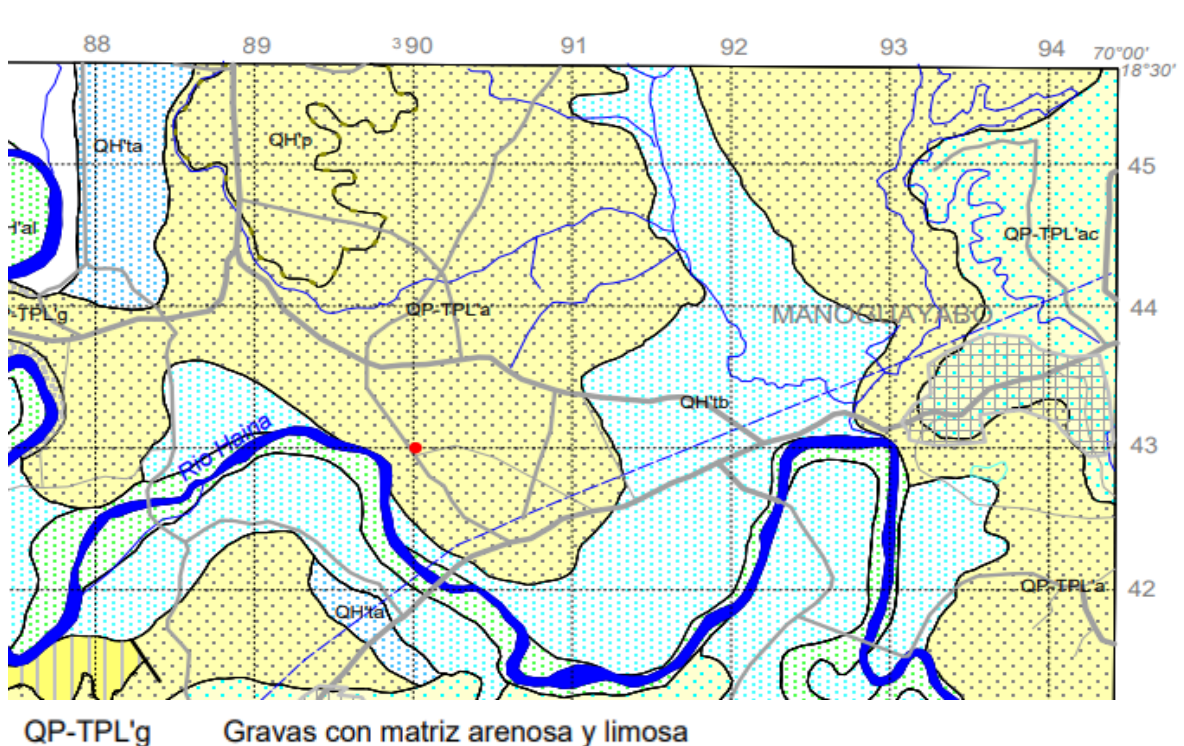 88 89 ³90 91 92 93 94 70°00'
18°30'
QH'ta QH'p
45
H'al QP-TPL'ac
-TPL'g QP-TPL'a MANOGUAYABO 44
QH'tb
Rio Haina 43
QH'ta QP-TPL'a 42
QP-TPL'g Gravas con matriz arenosa y limosa